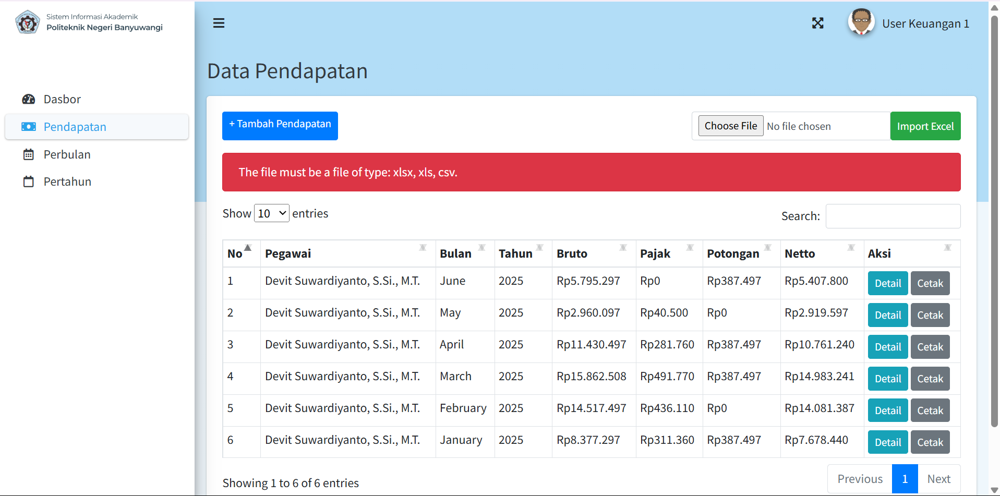 Sistem Informasi Akademik
Politeknik Negeri Banyuwangi
User Keuangan 1
Dasbor
Pendapatan
Perbulan
Pertahun
Data Pendapatan
+ Tambah Pendapatan
Choose File No file chosen Import Excel
The file must be a file of type: xlsx, xls, csv.
Show 10 entries
Search:
No Pegawai Bulan Tahun Bruto Pajak Potongan Netto Aksi
1 Devit Suwardiyanto, S.Si., M.T. June 2025 Rp5.795.297 Rp0 Rp387.497 Rp5.407.800 Detail Cetak
2 Devit Suwardiyanto, S.Si., M.T. May 2025 Rp2.960.097 Rp40.500 Rp0 Rp2.919.597 Detail Cetak
3 Devit Suwardiyanto, S.Si., M.T. April 2025 Rp11.430.497 Rp281.760 Rp387.497 Rp10.761.240 Detail Cetak
4 Devit Suwardiyanto, S.Si., M.T. March 2025 Rp15.862.508 Rp491.770 Rp387.497 Rp14.983.241 Detail Cetak
5 Devit Suwardiyanto, S.Si., M.T. February 2025 Rp14.517.497 Rp436.110 Rp0 Rp14.081.387 Detail Cetak
6 Devit Suwardiyanto, S.Si., M.T. January 2025 Rp8.377.297 Rp311.360 Rp387.497 Rp7.678.440 Detail Cetak
Showing 1 to 6 of 6 entries
Previous 1 Next